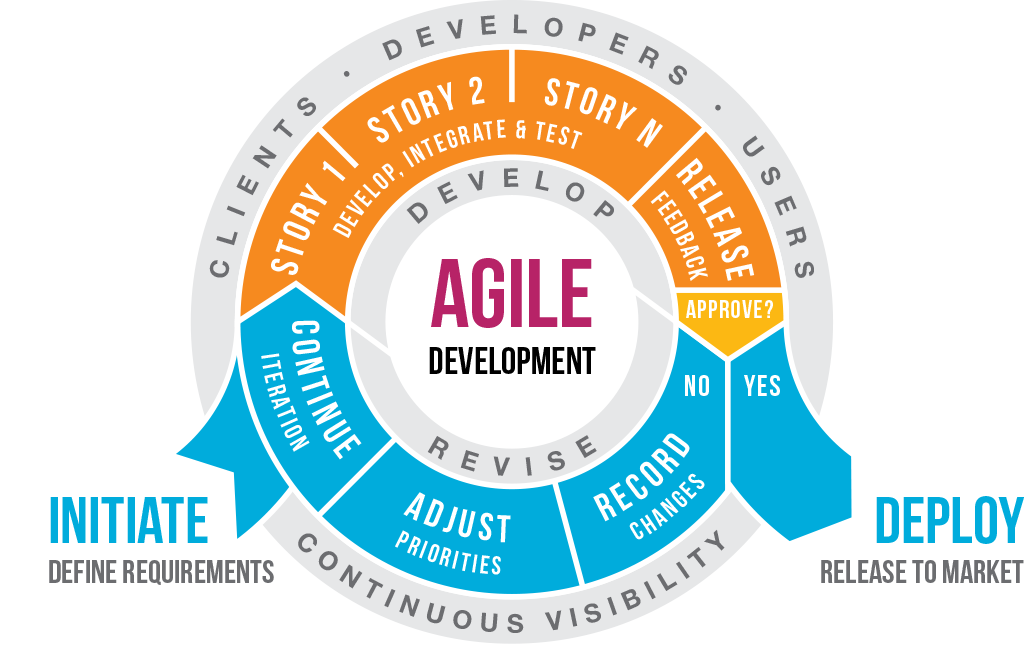 CLIENTS • DEVELOPERS • USERS
STORY 1
STORY 2
STORY N
DEVELOP, INTEGRATE & TEST
RELEASE
FEEDBACK
DEVELOP
APPROVE?
AGILE
DEVELOPMENT
NO
YES
CONTINUE
ITERATION
REVISE
RECORD
CHANGES
ADJUST
PRIORITIES
INITIATE
DEFINE REQUIREMENTS
DEPLOY
RELEASE TO MARKET
CONTINUOUS VISIBILITY